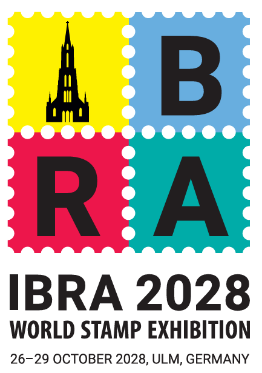 B
R A
IBRA 2028
WORLD STAMP EXHIBITION
26–29 OCTOBER 2028, ULM, GERMANY